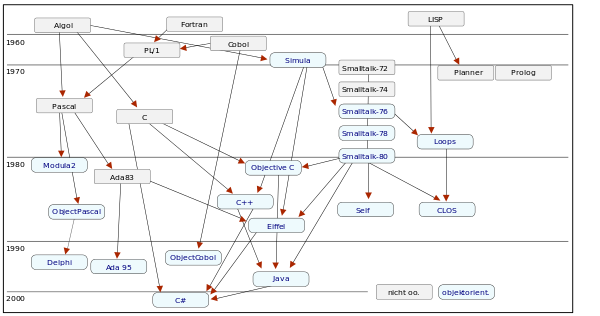 LISP
Algol
Fortran
1960
Cobol
PL/1
Simula
Smalltalk-72
1970
Planner
Prolog
Smalltalk-74
Pascal
Smalltalk-76
C
Smalltalk-78
Loops
Smalltalk-80
1980
Modula2
Objective C
Ada83
C++
ObjectPascal
Self
CLOS
Eiffel
1990
ObjectCobol
Delphi
Ada 95
Java
nicht oo.
objektorient.
2000
C#